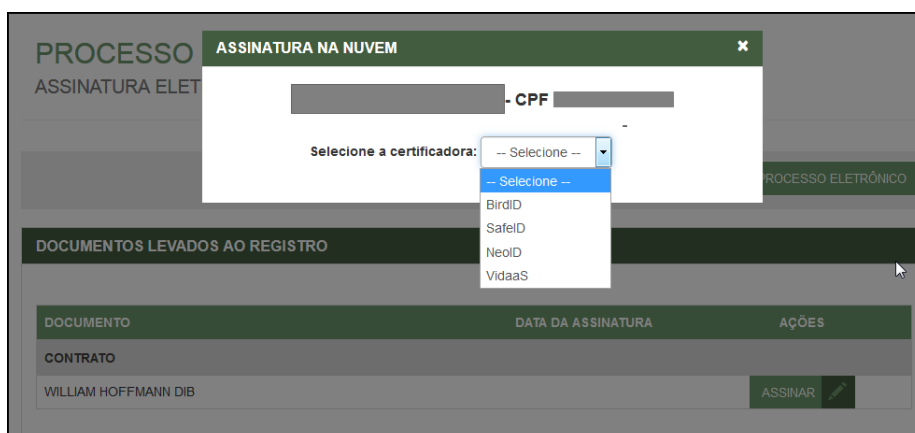 PROCESSO
ASSINATURA ELET
ASSINATURA NA NUVEM ×
- CPF
-
Selecione a certificadora: -- Selecione --
-- Selecione --
BirdID
SafeID
NeoID
VidaaS
PROCESSO ELETRÔNICO
DOCUMENTOS LEVADOS AO REGISTRO
DOCUMENTO DATA DA ASSINATURA AÇÕES
CONTRATO
WILLIAM HOFFMANN DIB ASSINAR